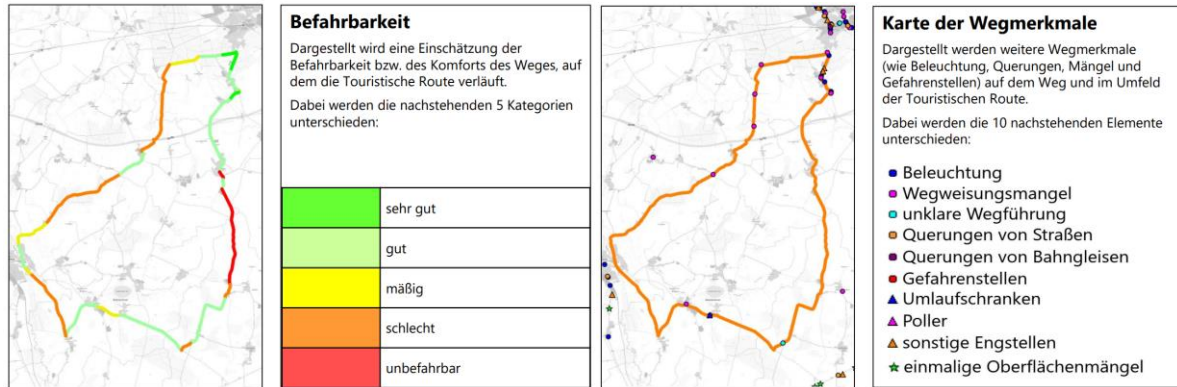 Befahrbarkeit
Dargestellt wird eine Einschätzung der
Befahrbarkeit bzw. des Komforts des Weges, auf
dem die Touristische Route verläuft.
Dabei werden die nachstehenden 5 Kategorien
unterschieden:
sehr gut
gut
mäßig
schlecht
unbefahrbar
Karte der Wegmerkmale
Dargestellt werden weitere Wegmerkmale
(wie Beleuchtung, Querungen, Mängel und
Gefahrenstellen) auf dem Weg und im Umfeld
der Touristischen Route.
Dabei werden die 10 nachstehenden Elemente
unterschieden:
Beleuchtung
Wegweisungsmangel
unklare Wegführung
Querungen von Straßen
Querungen von Bahngleisen
Gefahrenstellen
Umlaufschranken
Poller
sonstige Engstellen
einmalige Oberflächenmängel